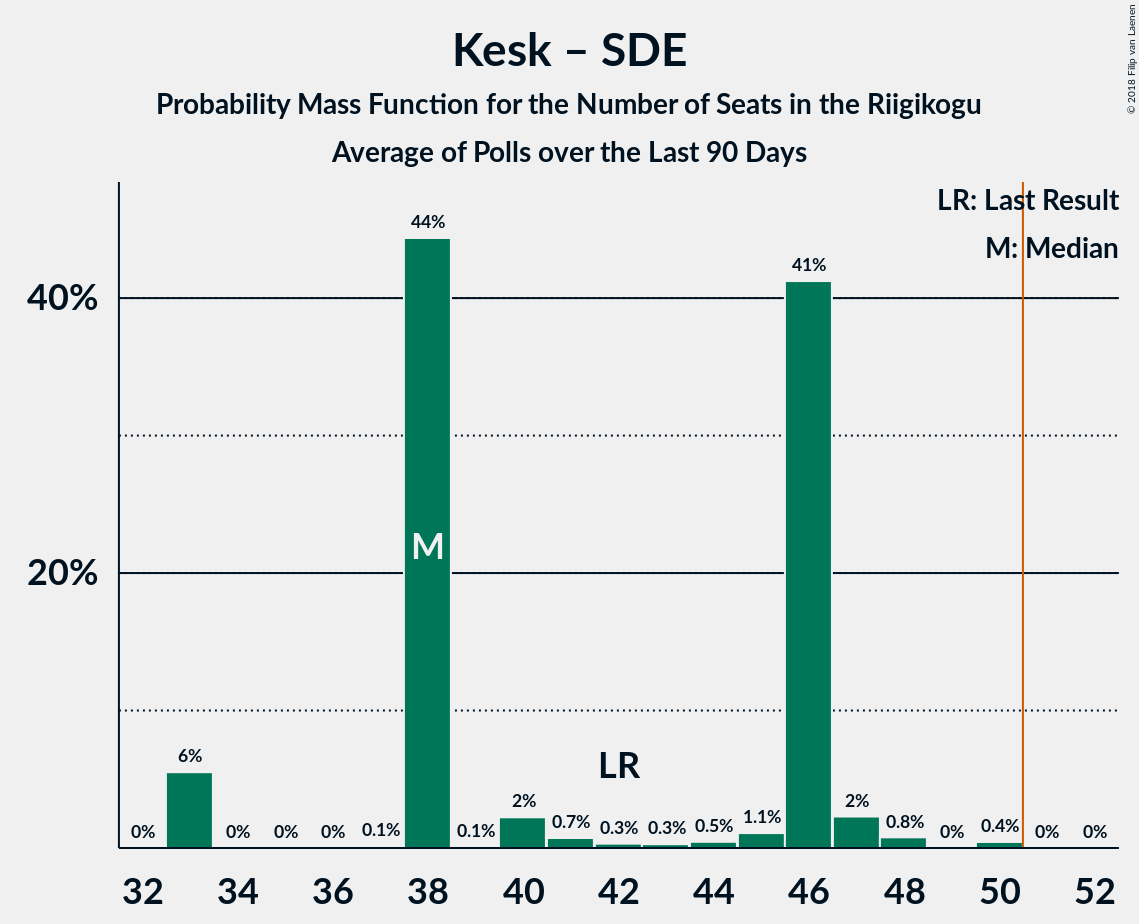 Kesk – SDE
Probability Mass Function for the Number of Seats in the Riigikogu
Average of Polls over the Last 90 Days
© 2018 Filip van Laenen
LR: Last Result
M: Median
44%
41%
40%
M
20%
LR
6%
2%
2%
0%
0%
0%
0%
0.1%
0.1%
0.7%
0.3%
0.3%
0.5%
1.1%
0.8%
0%
0.4%
0%
0%
32 34 36 38 40 42 44 46 48 50 52